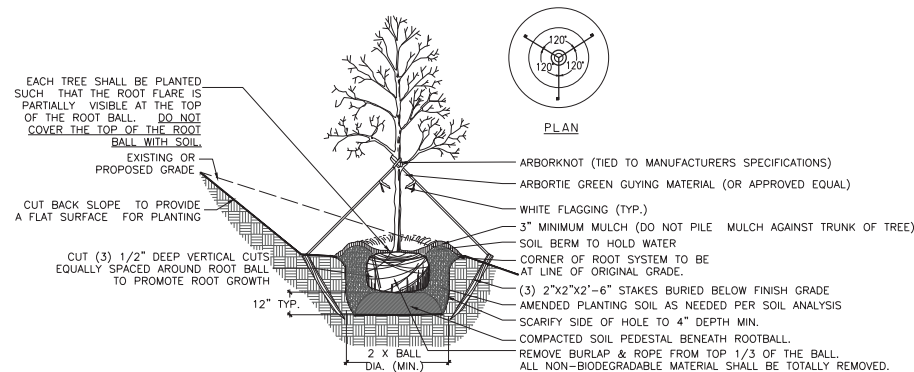 EACH TREE SHALL BE PLANTED
SUCH THAT THE ROOT FLARE IS
PARTIALLY VISIBLE AT THE TOP
OF THE ROOT BALL. DO NOT
COVER THE TOP OF THE ROOT
BALL WITH SOIL.
EXISTING OR
PROPOSED GRADE
CUT BACK SLOPE TO PROVIDE
A FLAT SURFACE FOR PLANTING
CUT (3) 1/2" DEEP VERTICAL CUTS
EQUALLY SPACED AROUND ROOT BALL
TO PROMOTE ROOT GROWTH
12" TYP.
2 X BALL
DIA. (MIN.)
120°
120°
120°
PLAN
ARBORKNOT (TIED TO MANUFACTURERS SPECIFICATIONS)
ARBORTIE GREEN GUYING MATERIAL (OR APPROVED EQUAL)
WHITE FLAGGING (TYP.)
3" MINIMUM MULCH (DO NOT PILE MULCH AGAINST TRUNK OF TREE)
SOIL BERM TO HOLD WATER
CORNER OF ROOT SYSTEM TO BE
AT LINE OF ORIGINAL GRADE.
(3) 2"X2"X2'-6" STAKES BURIED BELOW FINISH GRADE
AMENDED PLANTING SOIL AS NEEDED PER SOIL ANALYSIS
SCARIFY SIDE OF HOLE TO 4" DEPTH MIN.
COMPACTED SOIL PEDESTAL BENEATH ROOTBALL.
REMOVE BURLAP & ROPE FROM TOP 1/3 OF THE BALL.
ALL NON-BIODEGRADABLE MATERIAL SHALL BE TOTALLY REMOVED.